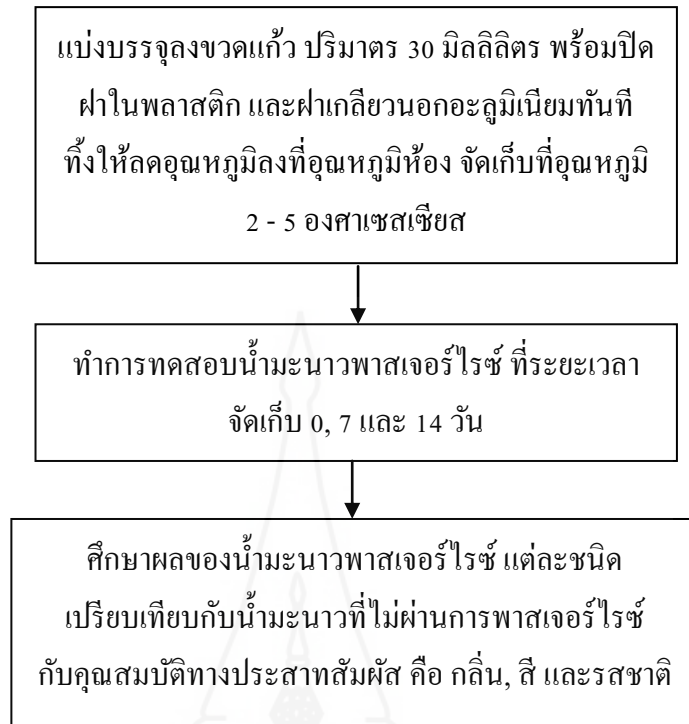 แบ่งบรรจุลงขวดแก้ว ปริมาตร 30 มิลลิลิตร พร้อมปิด
ฝาในพลาสติก และฝาเกลียวนอกอะลูมิเนียมทันที
ทิ้งให้ลดอุณหภูมิลงที่อุณหภูมิห้อง จัดเก็บที่อุณหภูมิ
2 - 5 องศาเซสเซียส
ทำการทดสอบน้ำมะนาวพาสเจอร์ไรซ์ ที่ระยะเวลา
จัดเก็บ 0, 7 และ 14 วัน
ศึกษาผลของน้ำมะนาวพาสเจอร์ไรซ์ แต่ละชนิด
เปรียบเทียบกับน้ำมะนาวที่ไม่ผ่านการพาสเจอร์ไรซ์
กับคุณสมบัติทางประสาทสัมผัส คือ กลิ่น, สี และรสชาติ